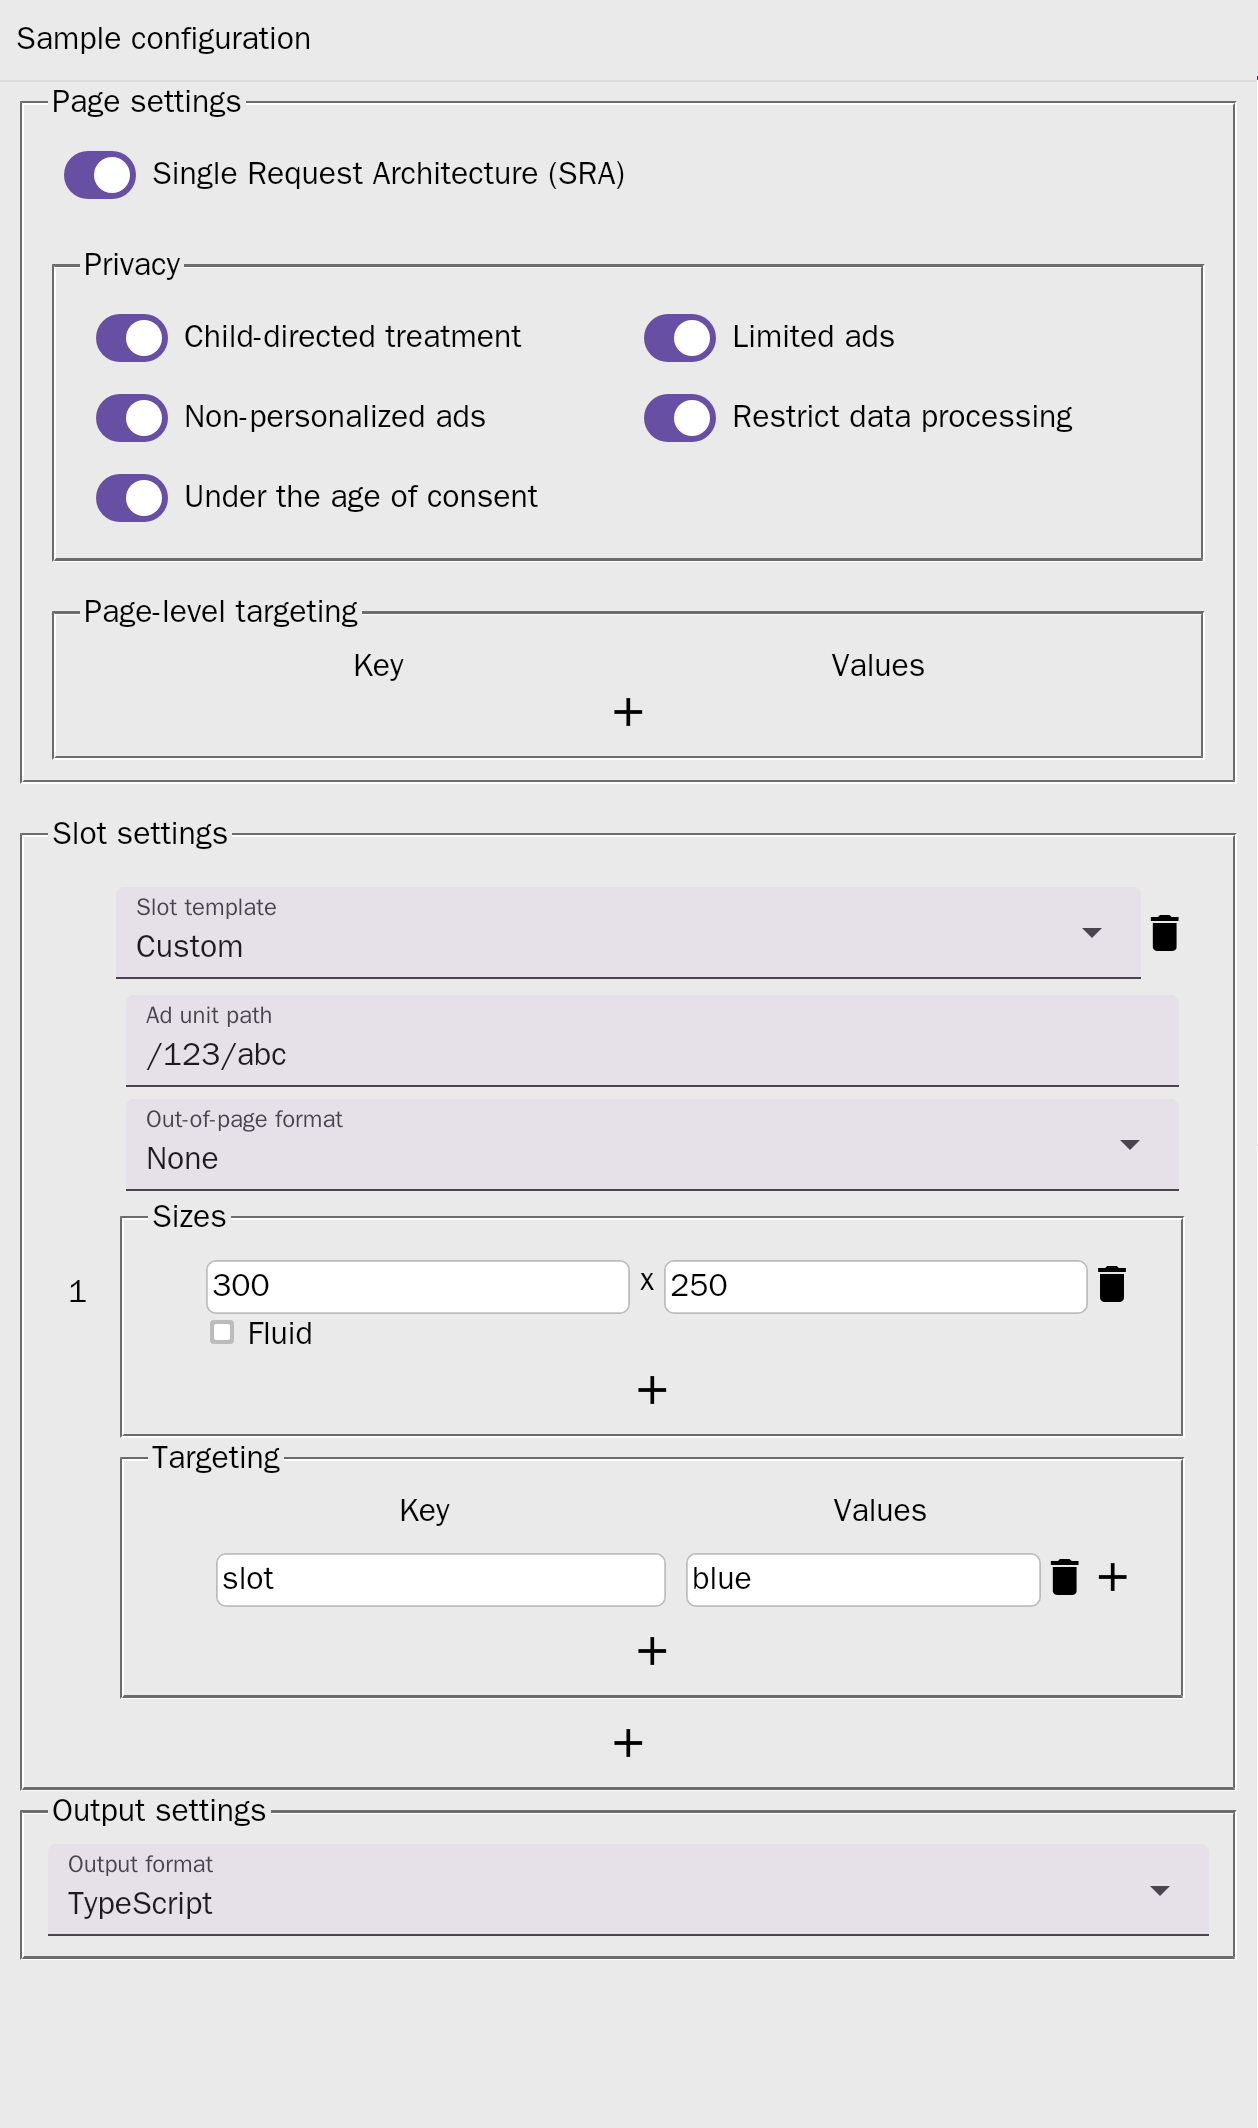 Sample configuration
Page settings
Single Request Architecture (SRA)
Privacy
Child-directed treatment
Limited ads
Non-personalized ads
Restrict data processing
Under the age of consent
Page-level targeting
Key Values
+
Slot settings
Slot template
Custom
Ad unit path
/123/abc
Out-of-page format
None
Sizes
1
300 x 250
Fluid
+
Targeting
Key Values
slot blue +
+
+
Output settings
Output format
TypeScript